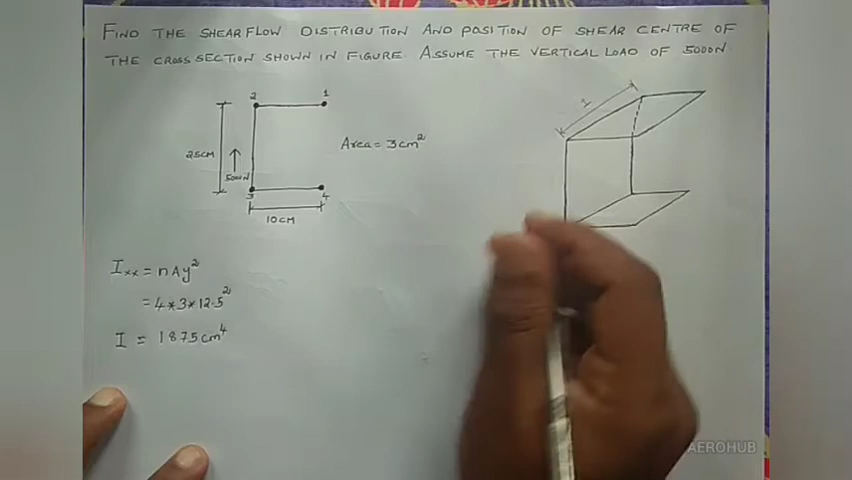 FIND THE SHEARFLOW DISTRIBUTION AND POSITION OF SHEAR CENTRE OF
THE CROSS SECTION SHOWN IN FIGURE ASSUME THE VERTICAL LOAD OF 5000N
2
1
25CM
5000N
Area = 3cm²
3
4
10CM
1
Ixx = nAy²
= 4*3*12.5²
I = 1875cm⁴
AEROHUB